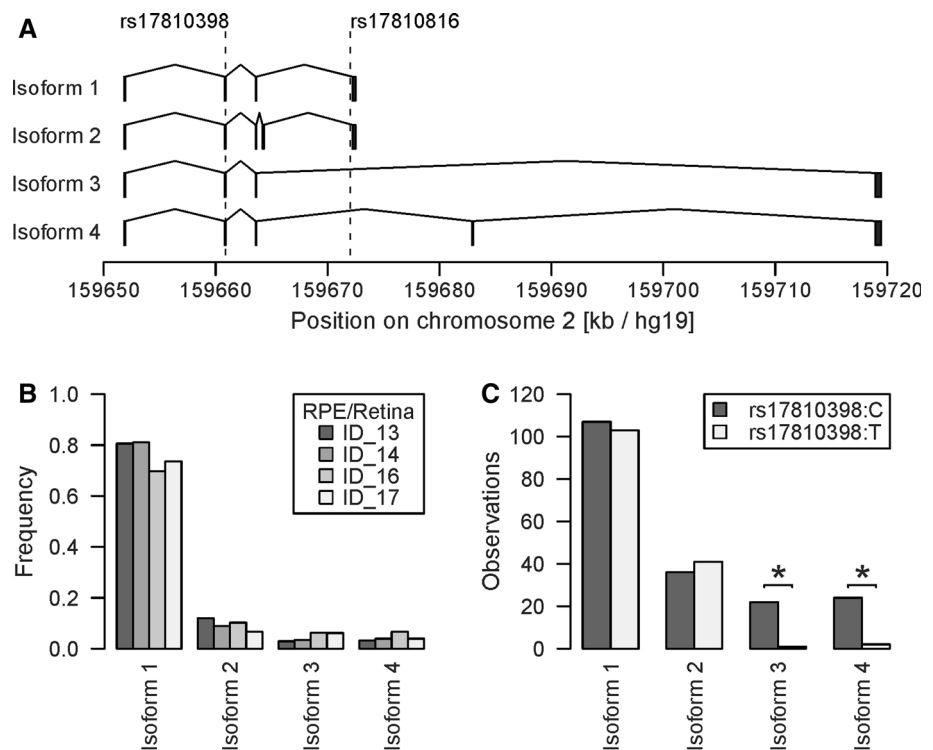 A
rs17810398
rs17810816
Isoform 1
Isoform 2
Isoform 3
Isoform 4
159650 159660 159670 159680 159690 159700 159710 159720
Position on chromosome 2 [kb / hg19]
B
Frequency
1.0
0.8
0.6
0.4
0.2
0.0
RPE/Retina
ID_13
ID_14
ID_16
ID_17
Isoform 1
Isoform 2
Isoform 3
Isoform 4
C
Observations
120
100
80
60
40
20
0
rs17810398:C
rs17810398:T
* *
Isoform 1
Isoform 2
Isoform 3
Isoform 4